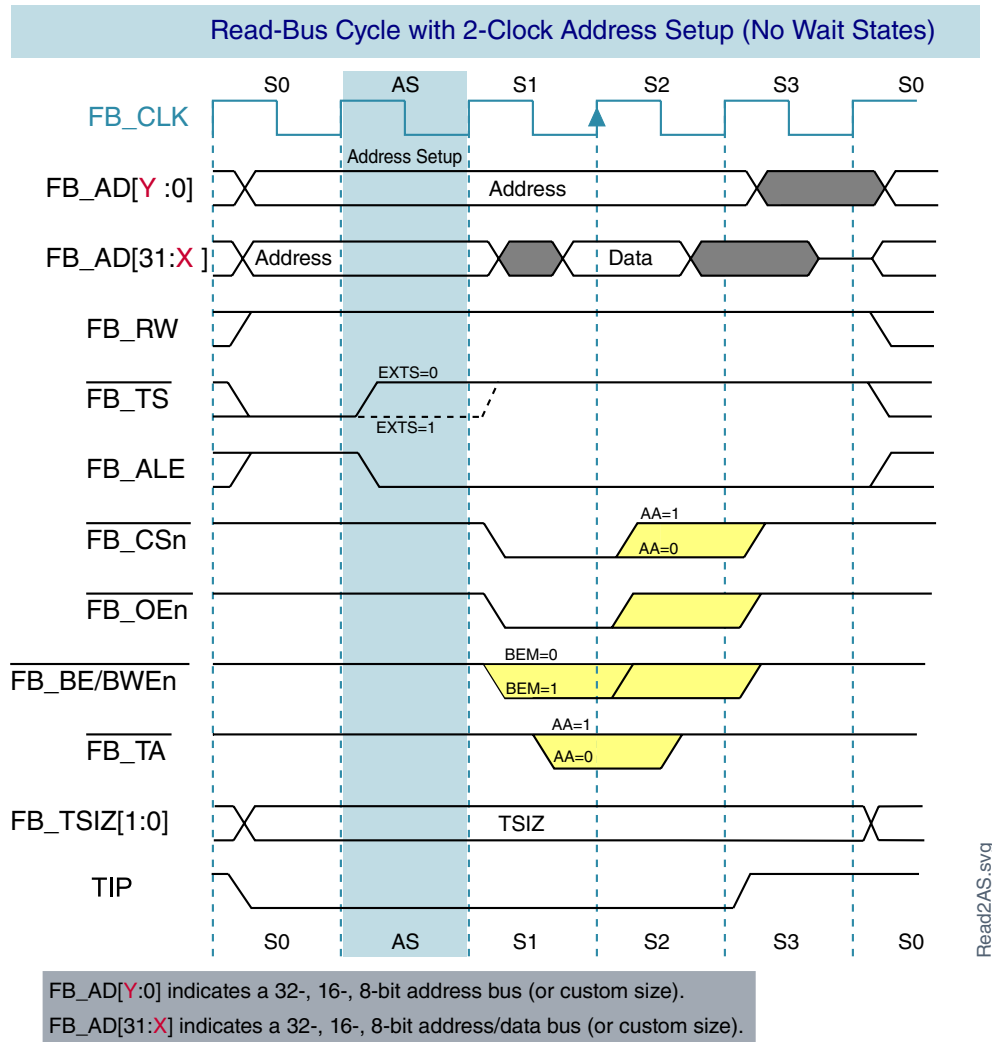 Read-Bus Cycle with 2-Clock Address Setup (No Wait States)
S0 AS S1 S2 S3 S0
FB_CLK
Address Setup
FB_AD[Y :0] Address
FB_AD[31:X ] Address Data
FB_RW
FB_TS EXTS=0
EXTS=1
FB_ALE
FB_CSn AA=1
AA=0
FB_OEn
FB_BE/BWEn BEM=0
BEM=1
FB_TA AA=1
AA=0
FB_TSIZ[1:0] TSIZ
TIP
S0 AS S1 S2 S3 S0
Read2AS.svg
FB_AD[Y:0] indicates a 32-, 16-, 8-bit address bus (or custom size).
FB_AD[31:X] indicates a 32-, 16-, 8-bit address/data bus (or custom size).